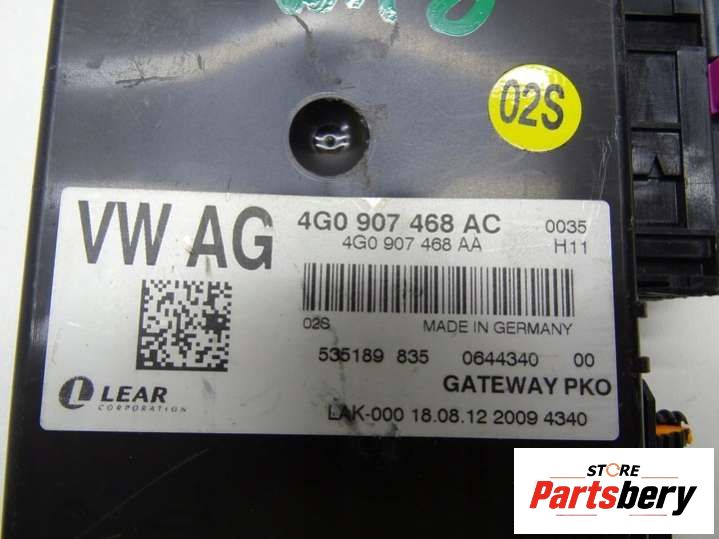 02S
VW AG
4G0 907 468 AC 0035
4G0 907 468 AA H11
02S MADE IN GERMANY
535189 835 0644340 00
LEAR
CORPORATION
GATEWAY PKO
LAK-000 18.08.12 2009 4340
STORE
Partsbery